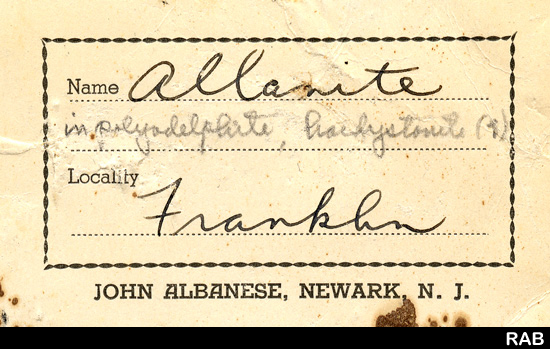 Name Allanite
in polyadelphite, hardystonite (?)
Locality
Franklin
JOHN ALBANESE, NEWARK, N. J.
RAB